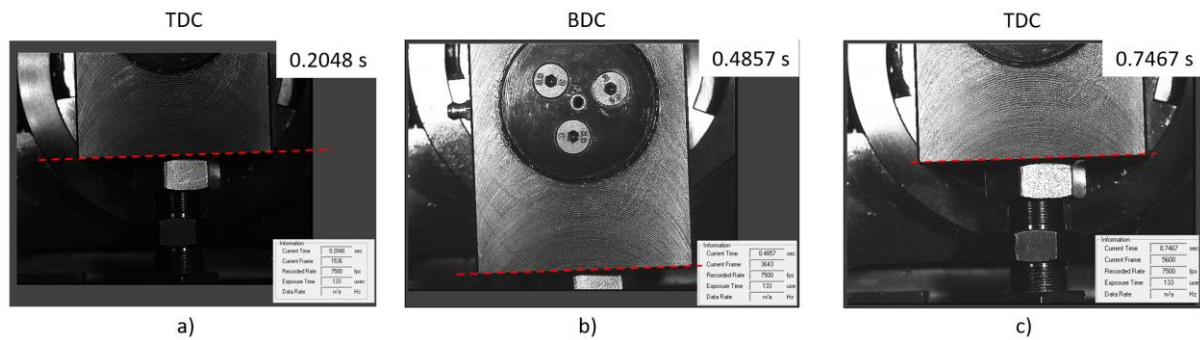 TDC
0.2048 s
Information
Current Time 0.2048 sec
Current Frame 1536
Recorded Rate 7500 fps
Exposure Time 133 usec
Data Rate n/a Hz
a)
BDC
0.4857 s
Information
Current Time 0.4857 sec
Current Frame 3643
Recorded Rate 7500 fps
Exposure Time 133 usec
Data Rate n/a Hz
b)
TDC
0.7467 s
Information
Current Time 0.7467 sec
Current Frame 5600
Recorded Rate 7500 fps
Exposure Time 133 usec
Data Rate n/a Hz
c)